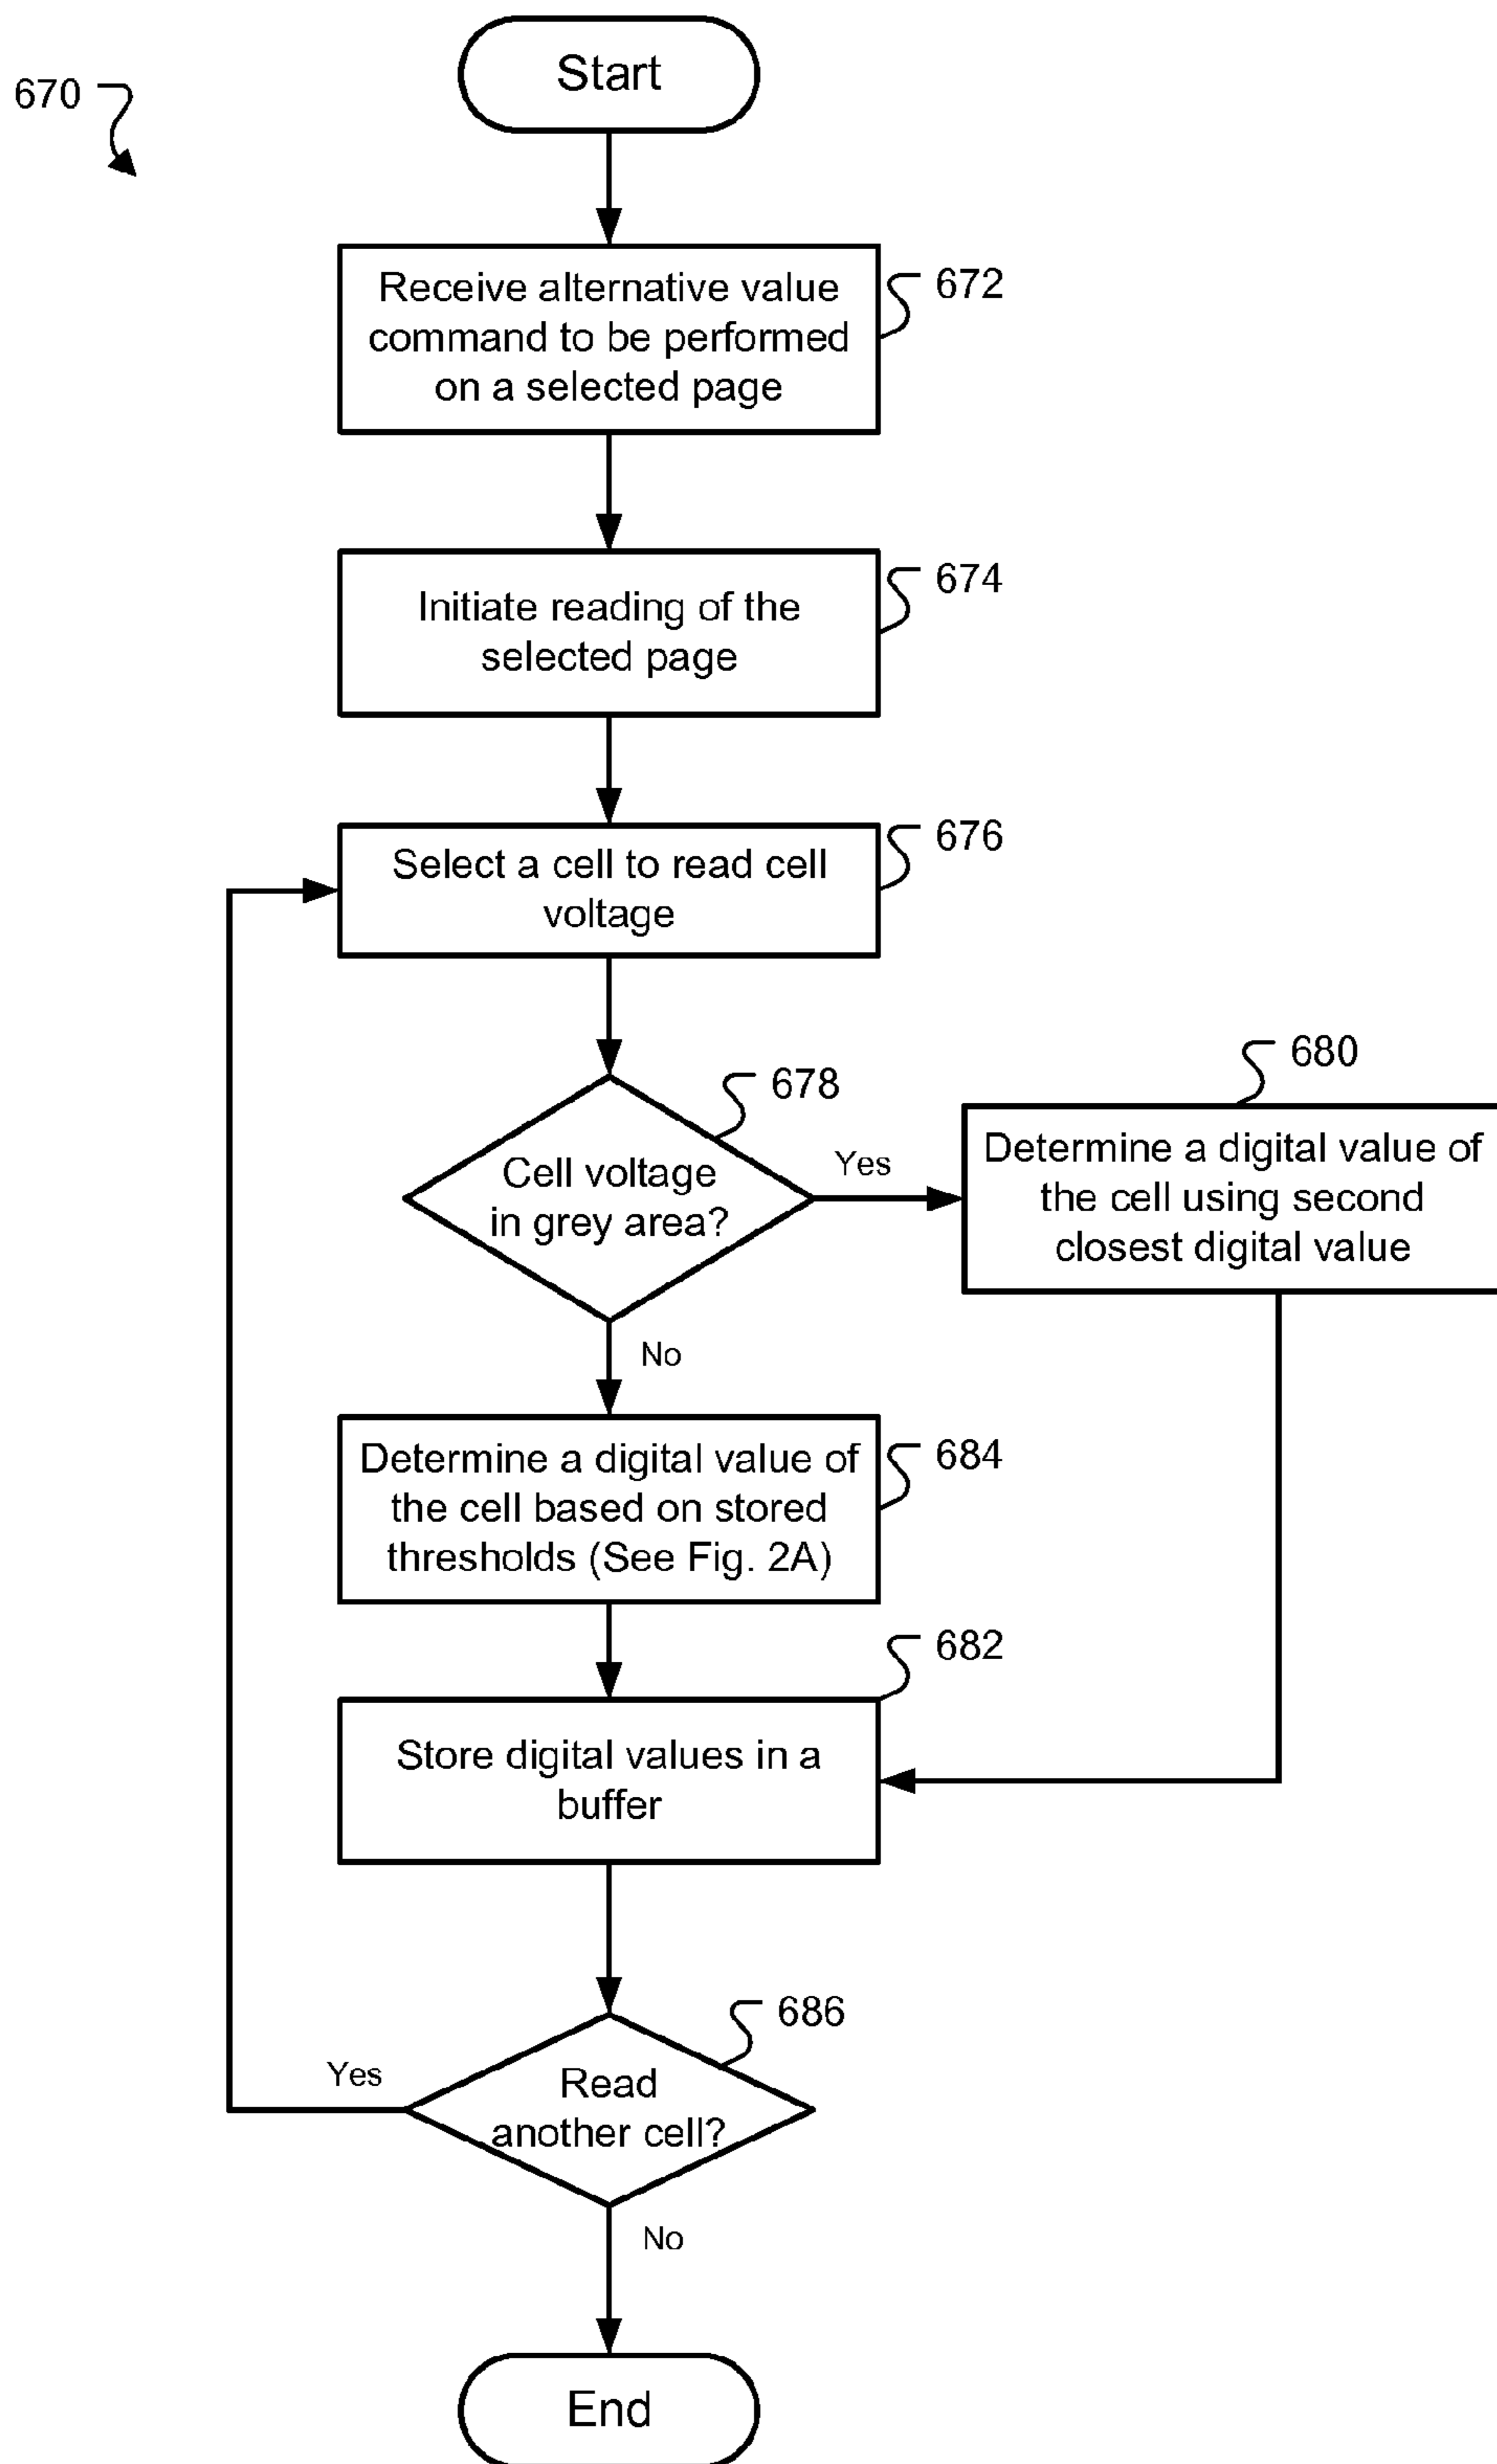 Start
670
Receive alternative value
command to be performed
on a selected page
672
Initiate reading of the
selected page
674
Select a cell to read cell
voltage
676
Cell voltage
in grey area?
678
Yes
680
Determine a digital value of
the cell using second
closest digital value
No
Determine a digital value of
the cell based on stored
thresholds (See Fig. 2A)
684
682
Store digital values in a
buffer
686
Yes
Read
another cell?
No
End